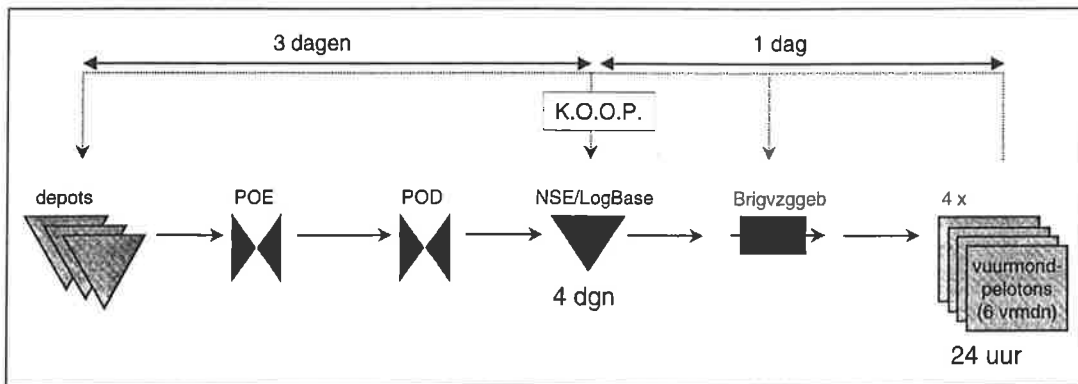 3 dagen
1 dag
K.O.O.P.
depots
POE
POD
NSE/LogBase
Brigvzggeb
4 x
vuurmond-
pelotons
(6 vrmdn)
4 dgn
24 uur